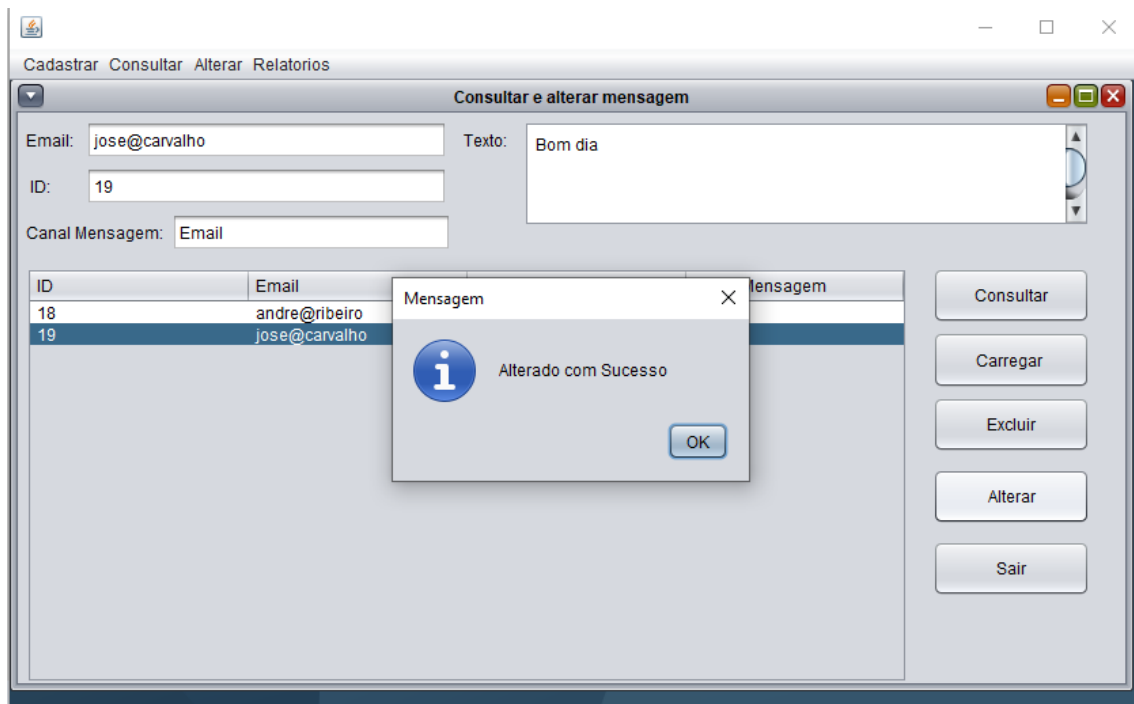 Cadastrar Consultar Alterar Relatorios
Consultar e alterar mensagem
Email: jose@carvalho
Texto: Bom dia
ID: 19
Canal Mensagem: Email
ID Email
18 andre@ribeiro
19 jose@carvalho
Mensagem
Alterado com Sucesso
OK
Consultar
Carregar
Excluir
Alterar
Sair